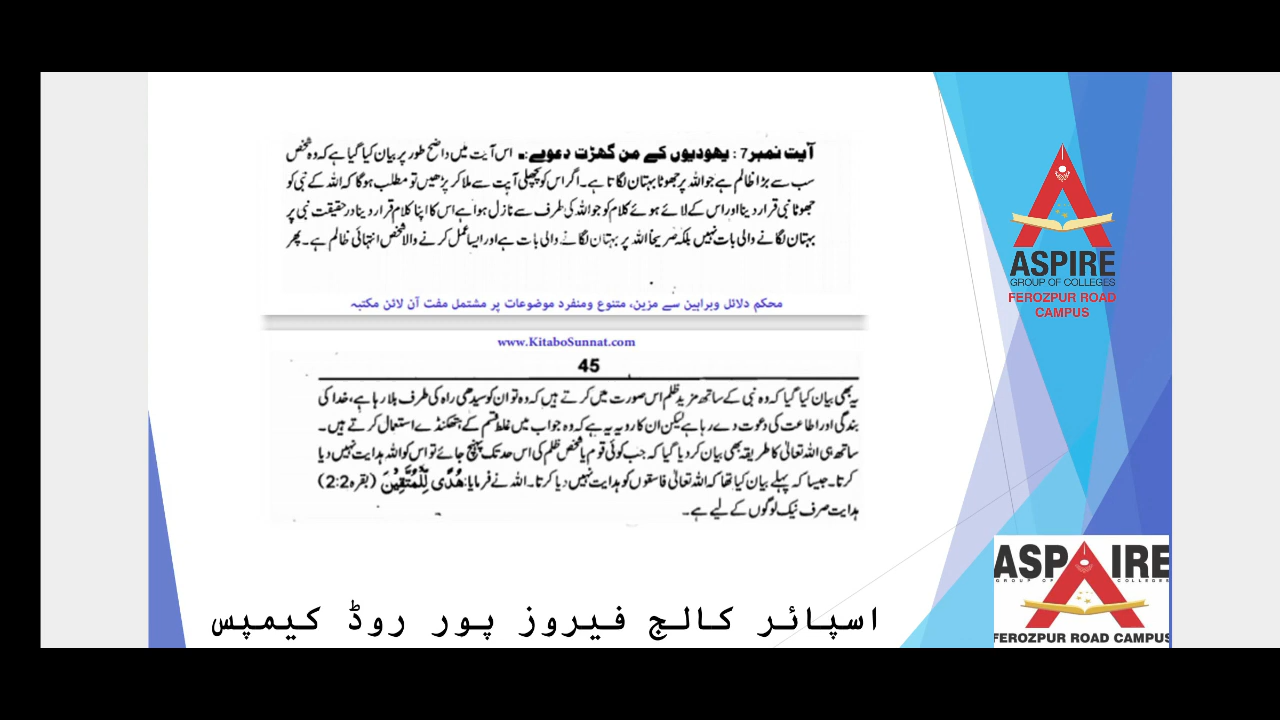 آیت نمبر7 : یھودیوں کے من گھڑت دعوے:۔ اس آیت میں واضح طور پر بیان کیا گیا ہے کہ وہ شخص
سب سے بڑا ظالم ہے جو اللہ پر جھوٹا بہتان لگاتا ہے۔ اگر اس کو پچھلی آیت سے ملا کر پڑھیں تو مطلب ہوگا کہ اللہ کے نبی کو
جھوٹا نبی قرار دینا اور اس کے لائے ہوئے کلام کو جو اللہ کی طرف سے نازل ہوا ہے اس کا اپنا کلام قرار دینا درحقیقت نبی پر
بہتان لگانے والی بات نہیں بلکہ صریحاً اللہ پر بہتان لگانے والی بات ہے اور ایسا عمل کرنے والا شخص انتہائی ظالم ہے۔ پھر
محکم دلائل وبراہین سے مزین، متنوع ومنفرد موضوعات پر مشتمل مفت آن لائن مکتبہ
www.KitaboSunnat.com
45
یہ بھی بیان کیا گیا کہ وہ نبی کے ساتھ مزید ظلم اس صورت میں کرتے ہیں کہ وہ تو ان کو سیدھی راہ کی طرف بلا رہا ہے، خدا کی
بندگی اور اطاعت کی دعوت دے رہا ہے لیکن ان کا رویہ یہ ہے کہ وہ جواب میں غلط قسم کے ہتھکنڈے استعمال کرتے ہیں۔
ساتھ ہی اللہ تعالیٰ کا طریقہ بھی بیان کر دیا گیا کہ جب کوئی قوم یا شخص ظلم کی اس حد تک پہنچ جائے تو اس کو اللہ ہدایت نہیں دیا
کرتا۔ جیسا کہ پہلے بیان کیا تھا کہ اللہ تعالیٰ فاسقوں کو ہدایت نہیں دیا کرتا۔ اللہ نے فرمایا: هُدًى لِّلْمُتَّقِيْنَ (بقرہ 2:2)
ہدایت صرف نیک لوگوں کے لیے ہے۔
اسپائر کالج فیروز پور روڈ کیمپس
ASPIRE
GROUP OF COLLEGES
FEROZPUR ROAD
CAMPUS
ASPAIRE
GROUP OF COLLEGES
FEROZPUR ROAD CAMPUS